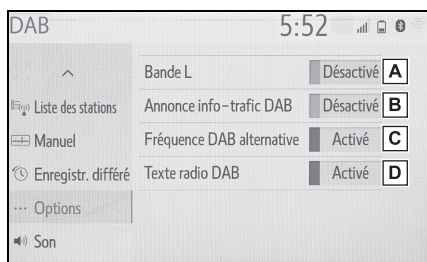 DAB 5:52
Bande L Désactivé A
Liste des stations Annonce info-trafic DAB Désactivé B
Manuel Fréquence DAB alternative Activé C
Enregistr. différé Texte radio DAB Activé D
Options
Son